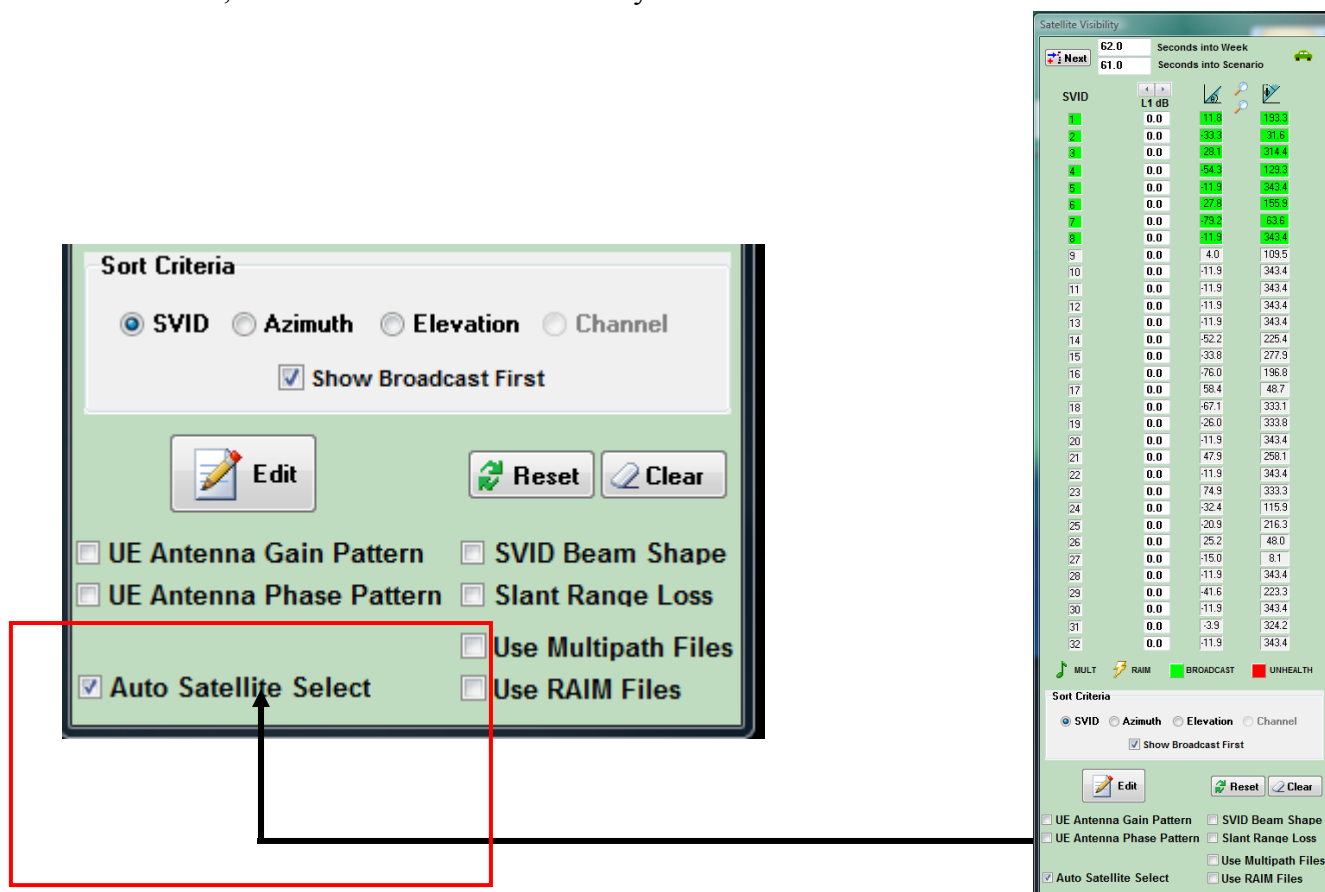 Satellite Visibility
Next 62.0 Seconds into Week
61.0 Seconds into Scenario
SVID L1 dB
1 0.0 11.8 193.3
2 0.0 -33.3 31.6
3 0.0 28.1 314.4
4 0.0 -54.3 129.3
5 0.0 -11.9 343.4
6 0.0 27.8 155.9
7 0.0 -79.2 63.6
8 0.0 -11.9 343.4
9 0.0 4.0 109.5
10 0.0 -11.9 343.4
11 0.0 -11.9 343.4
12 0.0 -11.9 343.4
13 0.0 -11.9 343.4
14 0.0 -52.2 225.4
15 0.0 -33.8 277.9
16 0.0 -76.0 196.8
17 0.0 58.4 48.7
18 0.0 -67.1 333.1
19 0.0 -26.0 333.8
20 0.0 -11.9 343.4
21 0.0 47.9 258.1
22 0.0 -11.9 343.4
23 0.0 74.9 333.3
24 0.0 -32.4 115.9
25 0.0 -20.9 216.3
26 0.0 25.2 48.0
27 0.0 -15.0 8.1
28 0.0 -11.9 343.4
29 0.0 -41.6 223.3
30 0.0 -11.9 343.4
31 0.0 -3.9 324.2
32 0.0 -11.9 343.4
MULT RAIM BROADCAST UNHEALTH
Sort Criteria
SVID Azimuth Elevation Channel
Show Broadcast First
Edit Reset Clear
UE Antenna Gain Pattern SVID Beam Shape
UE Antenna Phase Pattern Slant Range Loss
Use Multipath Files
Auto Satellite Select Use RAIM Files
Sort Criteria
SVID Azimuth Elevation Channel
Show Broadcast First
Edit Reset Clear
UE Antenna Gain Pattern SVID Beam Shape
UE Antenna Phase Pattern Slant Range Loss
Use Multipath Files
Auto Satellite Select Use RAIM Files